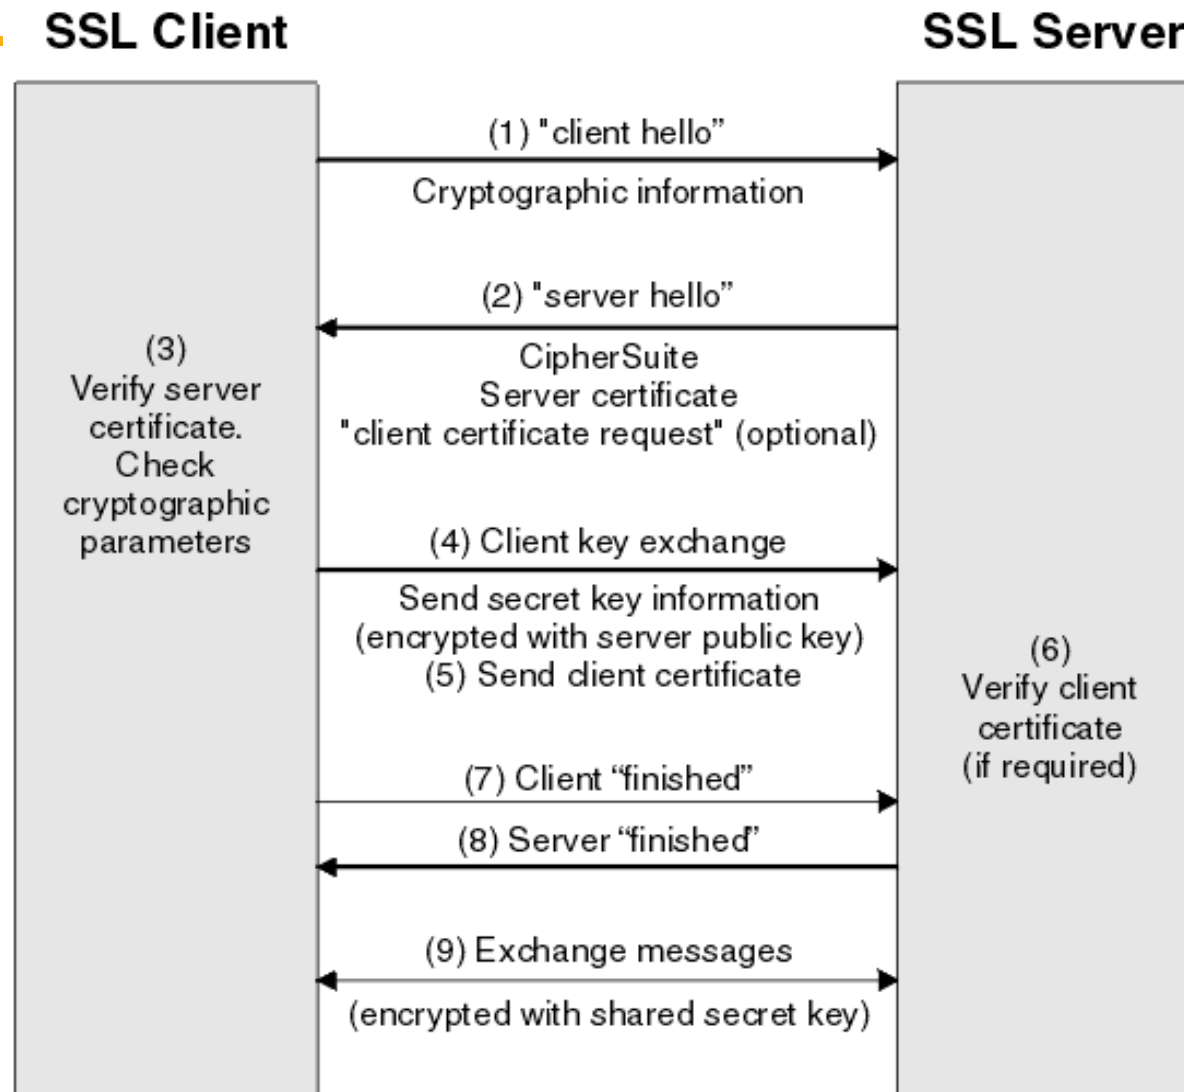 SSL Client
SSL Server
(1) "client hello”
Cryptographic information
(2) "server hello”
CipherSuite
Server certificate
"client certificate request" (optional)
(3)
Verify server
certificate.
Check
cryptographic
parameters
(4) Client key exchange
Send secret key information
(encrypted with server public key)
(5) Send client certificate
(6)
Verify client
certificate
(if required)
(7) Client “finished”
(8) Server “finished”
(9) Exchange messages
(encrypted with shared secret key)